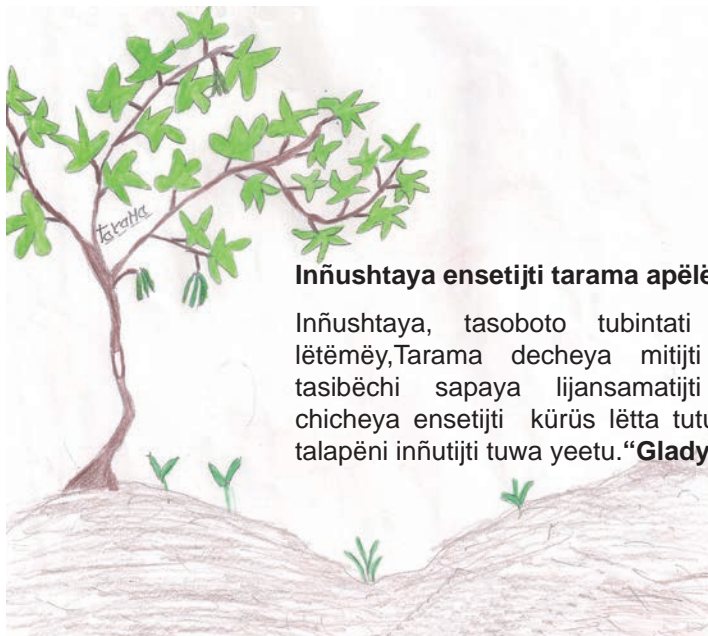 tarama
Inñushtaya ensetijti tarama apëlë
Inñushtaya, tasoboto tubintati
lëtëmëy,Tarama decheya mitijti
tasibëchi sapaya lijansamatijti
chicheya ensetijti kürüs lëtta tutu
talapëni inñutijti tuwa yeetu.“Glady